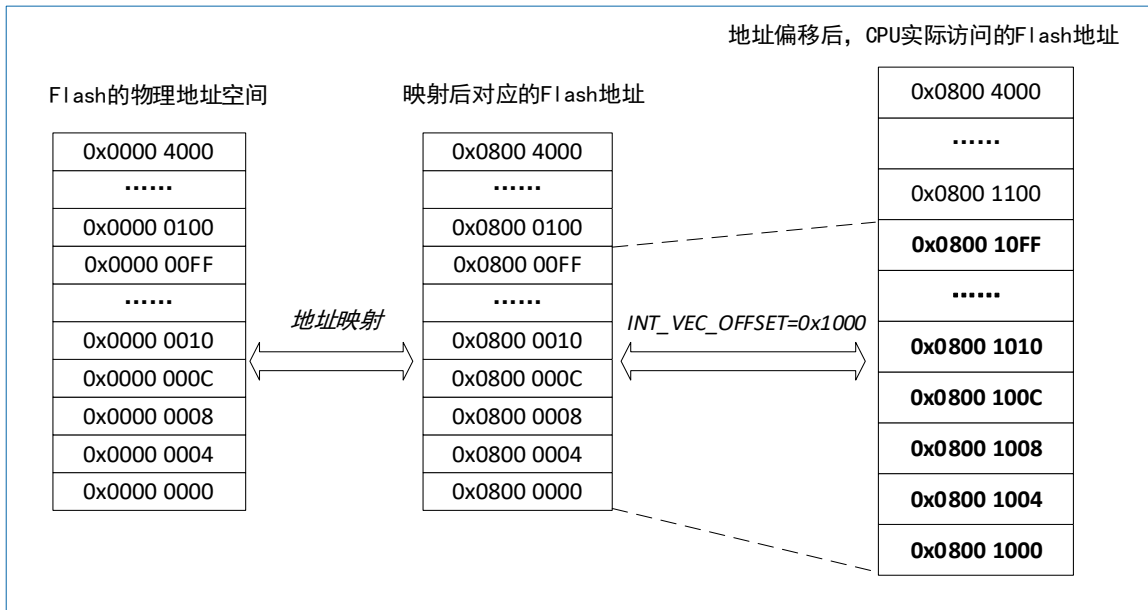 地址偏移后，CPU实际访问的Flash地址
Flash的物理地址空间
映射后对应的Flash地址
0x0000 4000
......
0x0000 0100
0x0000 00FF
......
0x0000 0010
0x0000 000C
0x0000 0008
0x0000 0004
0x0000 0000
地址映射
0x0800 4000
......
0x0800 0100
0x0800 00FF
......
0x0800 0010
0x0800 000C
0x0800 0008
0x0800 0004
0x0800 0000
INT_VEC_OFFSET=0x1000
0x0800 4000
......
0x0800 1100
0x0800 10FF
......
0x0800 1010
0x0800 100C
0x0800 1008
0x0800 1004
0x0800 1000